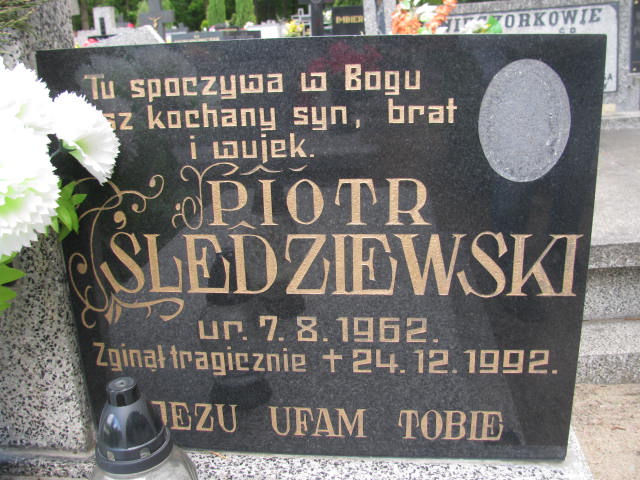 Tu spoczywa w Bogu
sz kochany syn, brat
i wujek.
PIOTR
ŚLEDZIEWSKI
ur. 7. 8. 1962.
Zginął tragicznie + 24. 12. 1992.
JEZU UFAM TOBIE